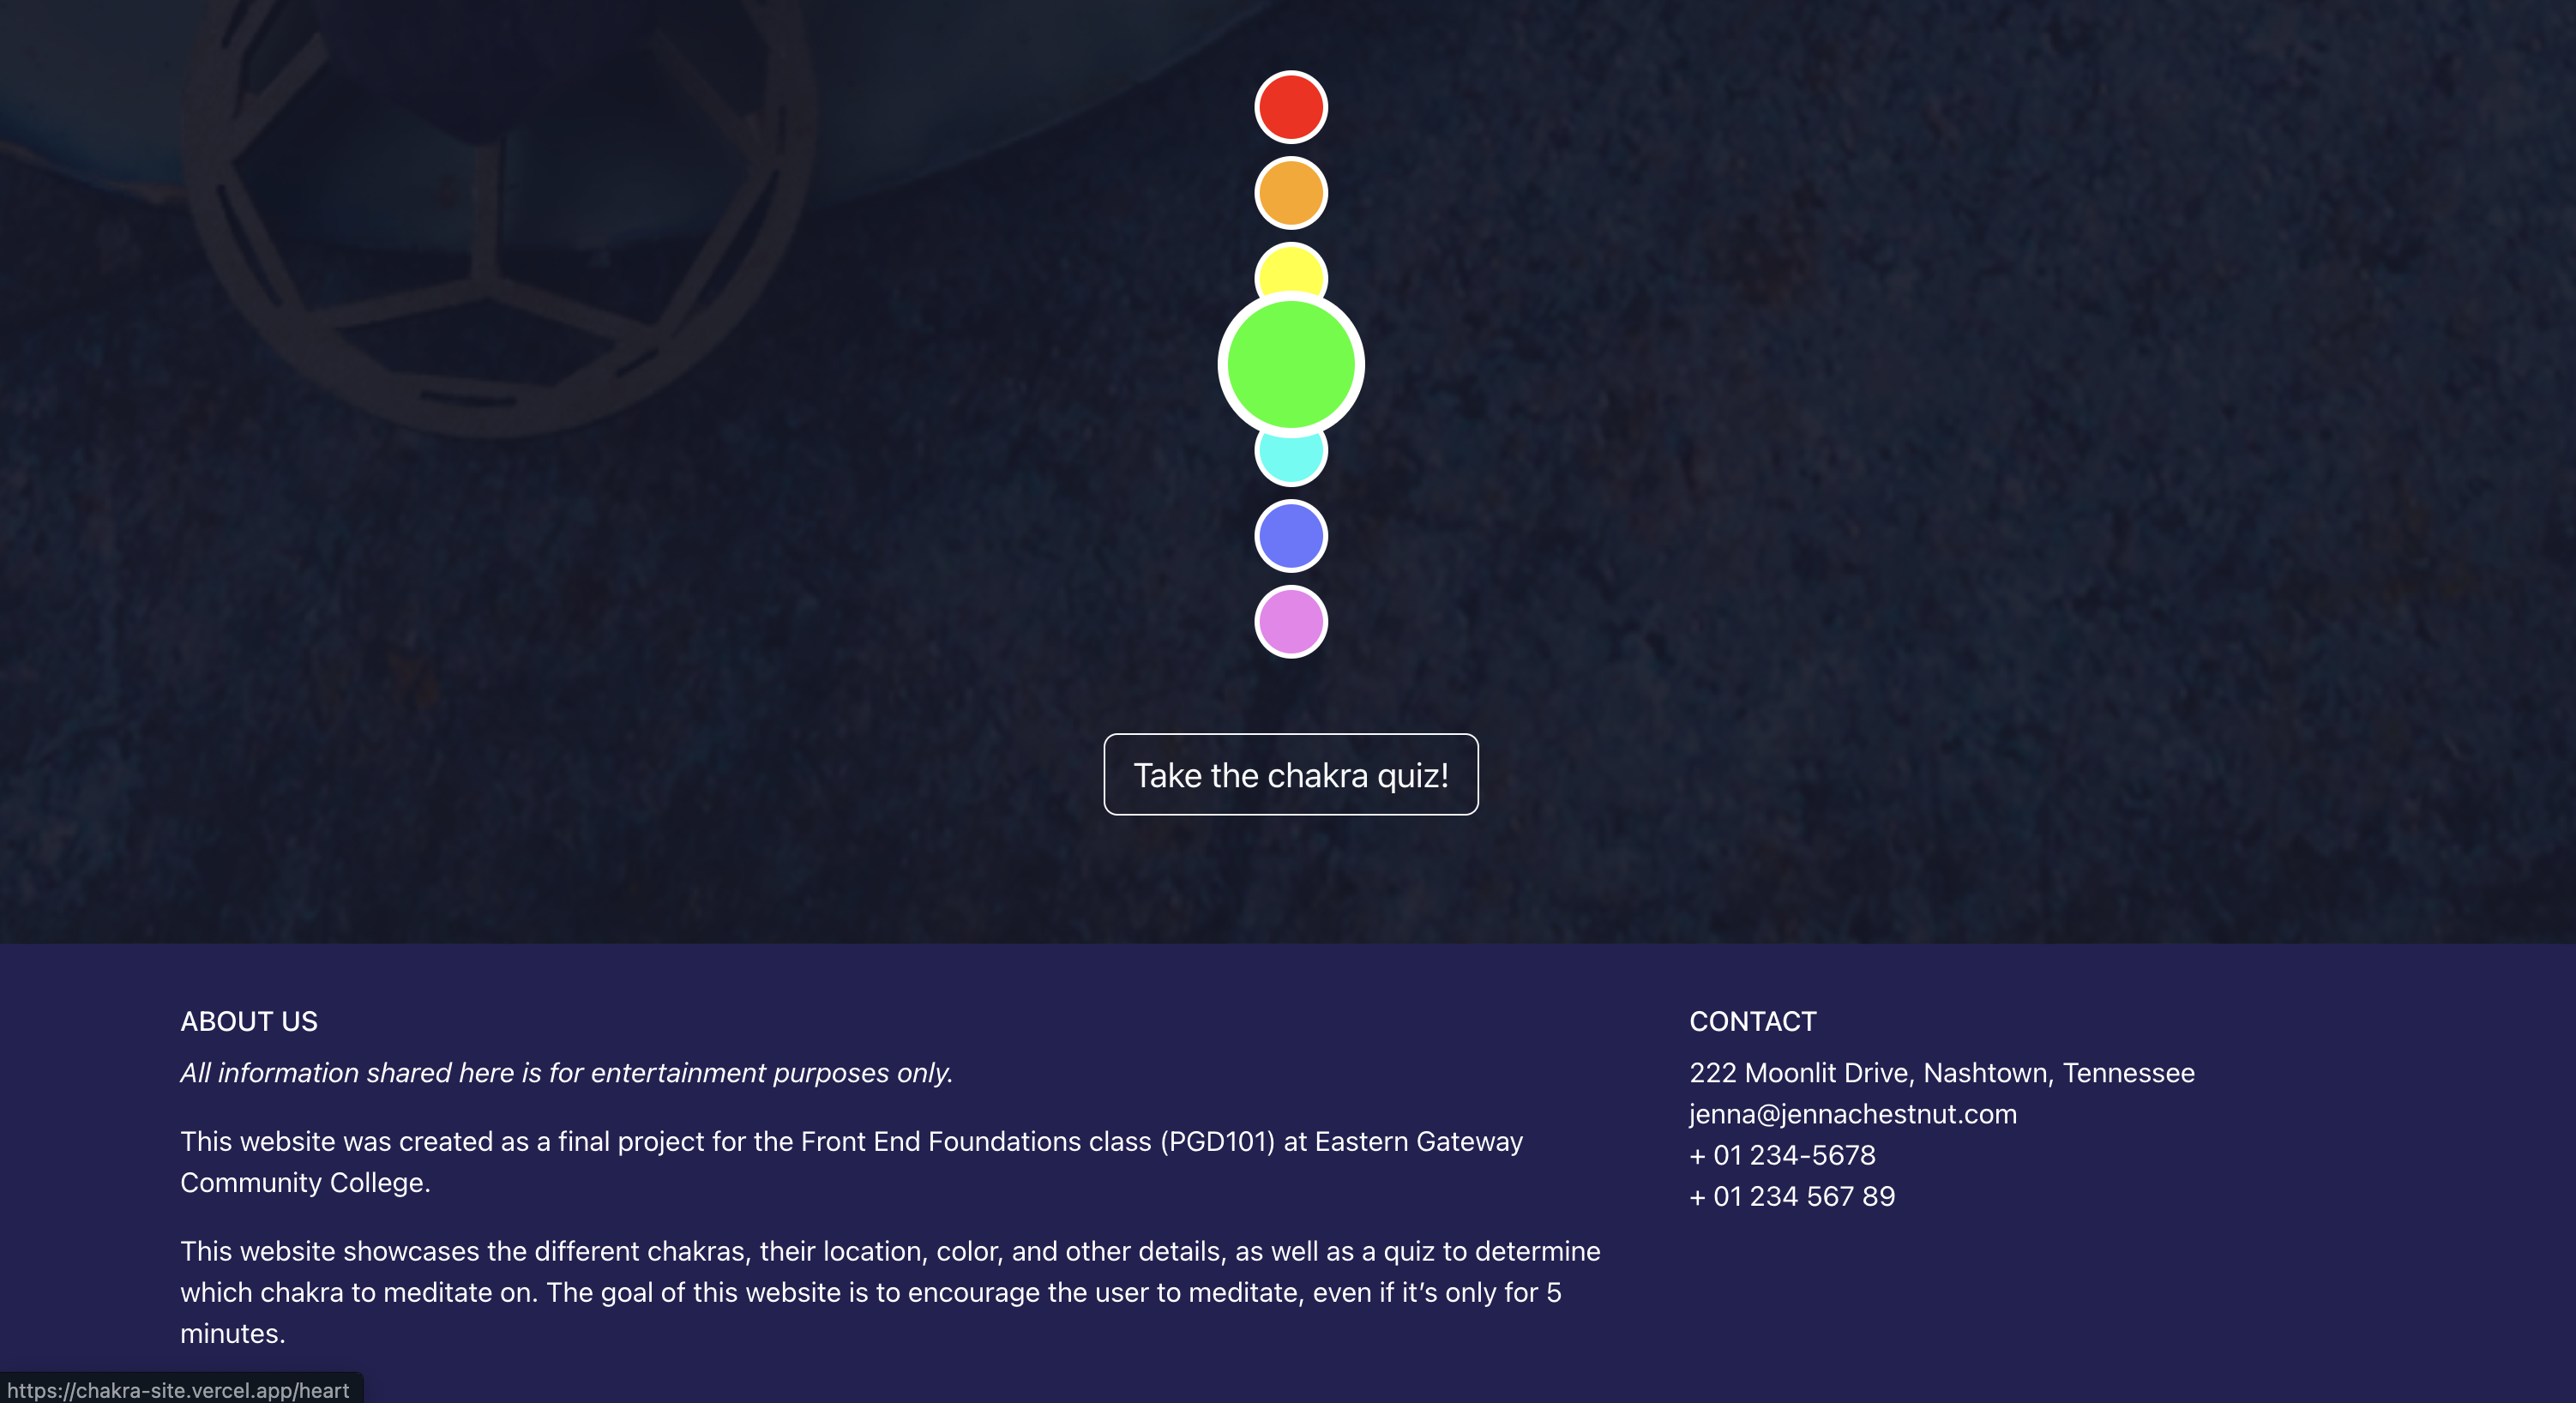 Take the chakra quiz!
ABOUT US
All information shared here is for entertainment purposes only.
This website was created as a final project for the Front End Foundations class (PGD101) at Eastern Gateway
Community College.
This website showcases the different chakras, their location, color, and other details, as well as a quiz to determine
which chakra to meditate on. The goal of this website is to encourage the user to meditate, even if it’s only for 5
minutes.
CONTACT
222 Moonlit Drive, Nashtown, Tennessee
jenna@jennachestnut.com
+ 01 234-5678
+ 01 234 567 89
https://chakra-site.vercel.app/heart